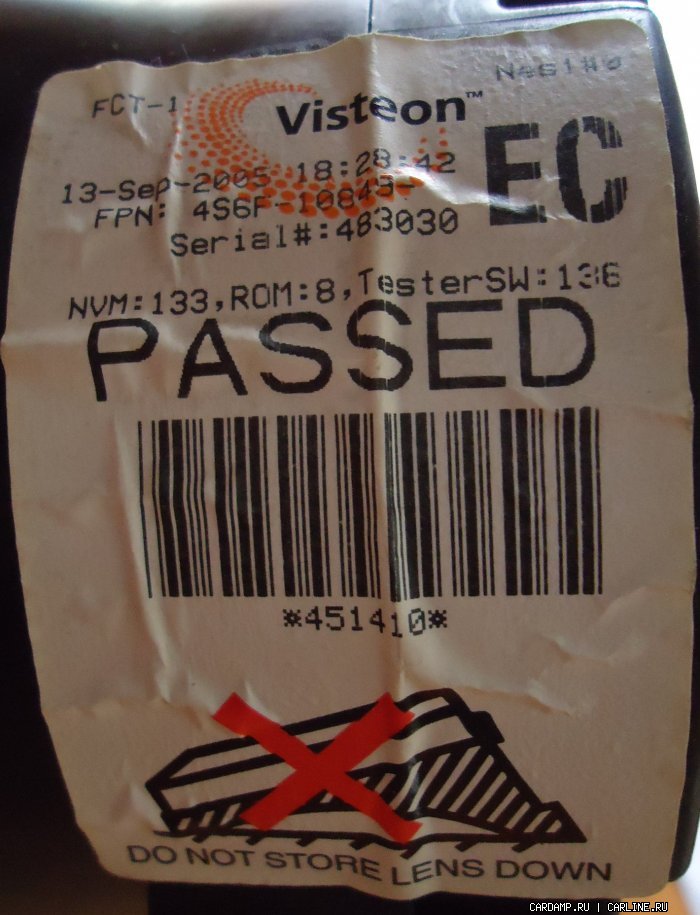 FCT-1
Visteon™
EC
13-Sep-2005 18:28:42
FPN: 4S6F-10849-
Serial#:483030
NVM:133,ROM:8,TesterSW:136
PASSED
*451410*
DO NOT STORE LENS DOWN
CARDAMP.RU | CARLINE.RU